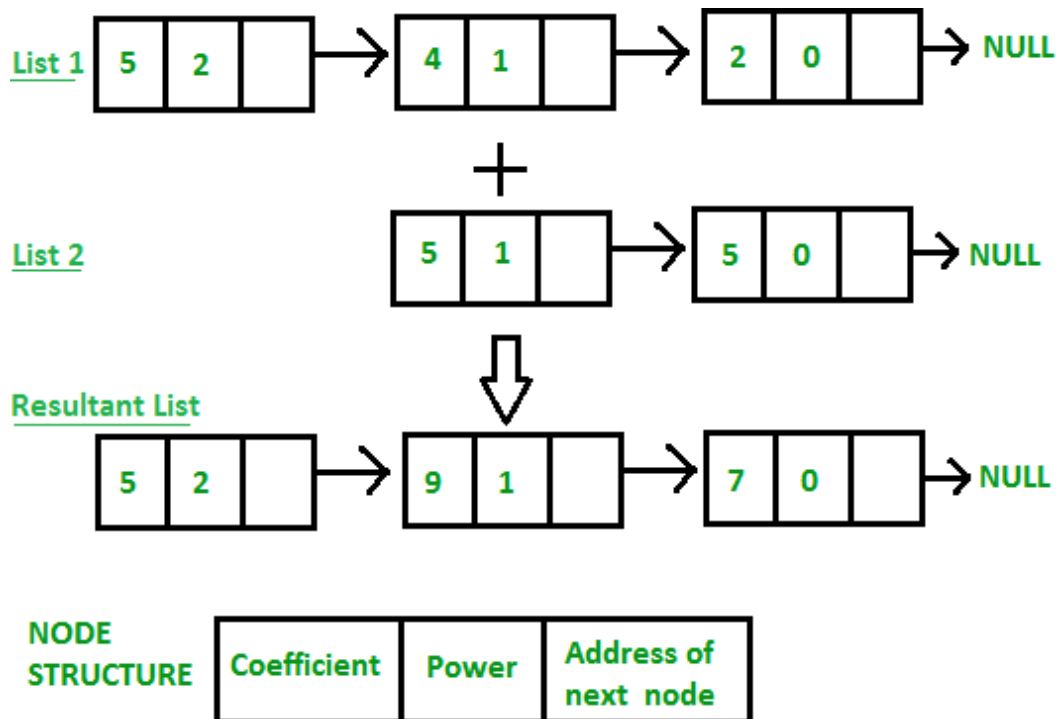 List 1 5 2 4 1 2 0 NULL
+
List 2 5 1 5 0 NULL
Resultant List
5 2 9 1 7 0 NULL
NODE STRUCTURE
Coefficient
Power
Address of
next node